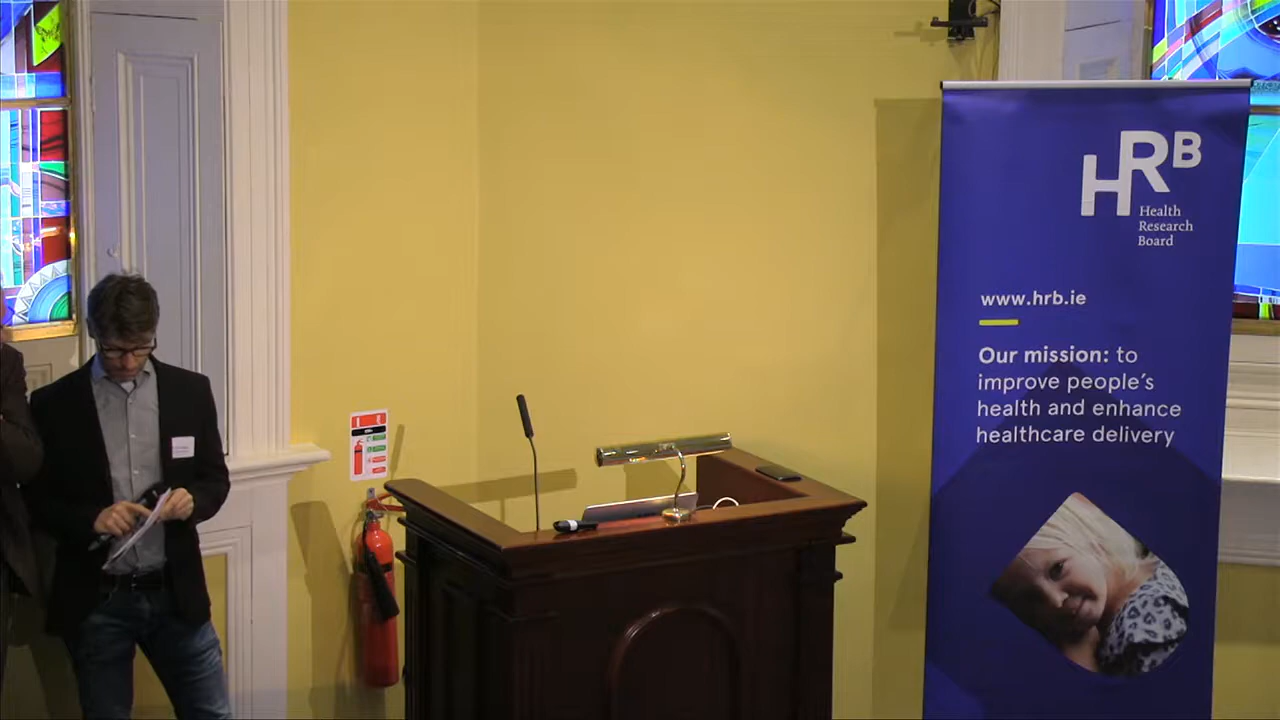 HRB
Health
Research
Board
www.hrb.ie
Our mission: to
improve people's
health and enhance
healthcare delivery